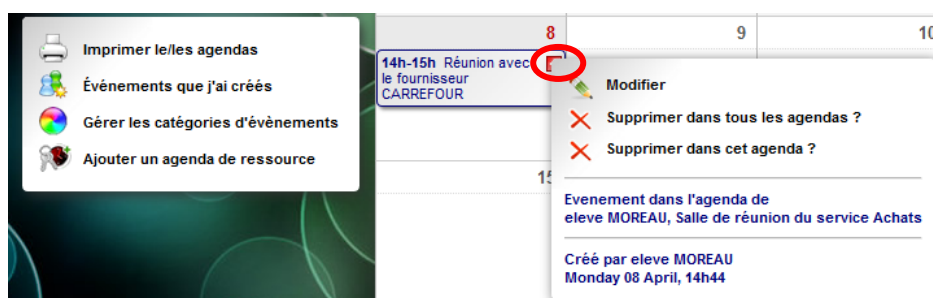 Imprimer le/les agendas
Évènements que j'ai créés
Gérer les catégories d'évènements
Ajouter un agenda de ressource
8
9
10
14h-15h Réunion avec
le fournisseur
CARREFOUR
15
Modifier
Supprimer dans tous les agendas ?
Supprimer dans cet agenda ?
Evenement dans l'agenda de
eleve MOREAU, Salle de réunion du service Achats
Créé par eleve MOREAU
Monday 08 April, 14h44